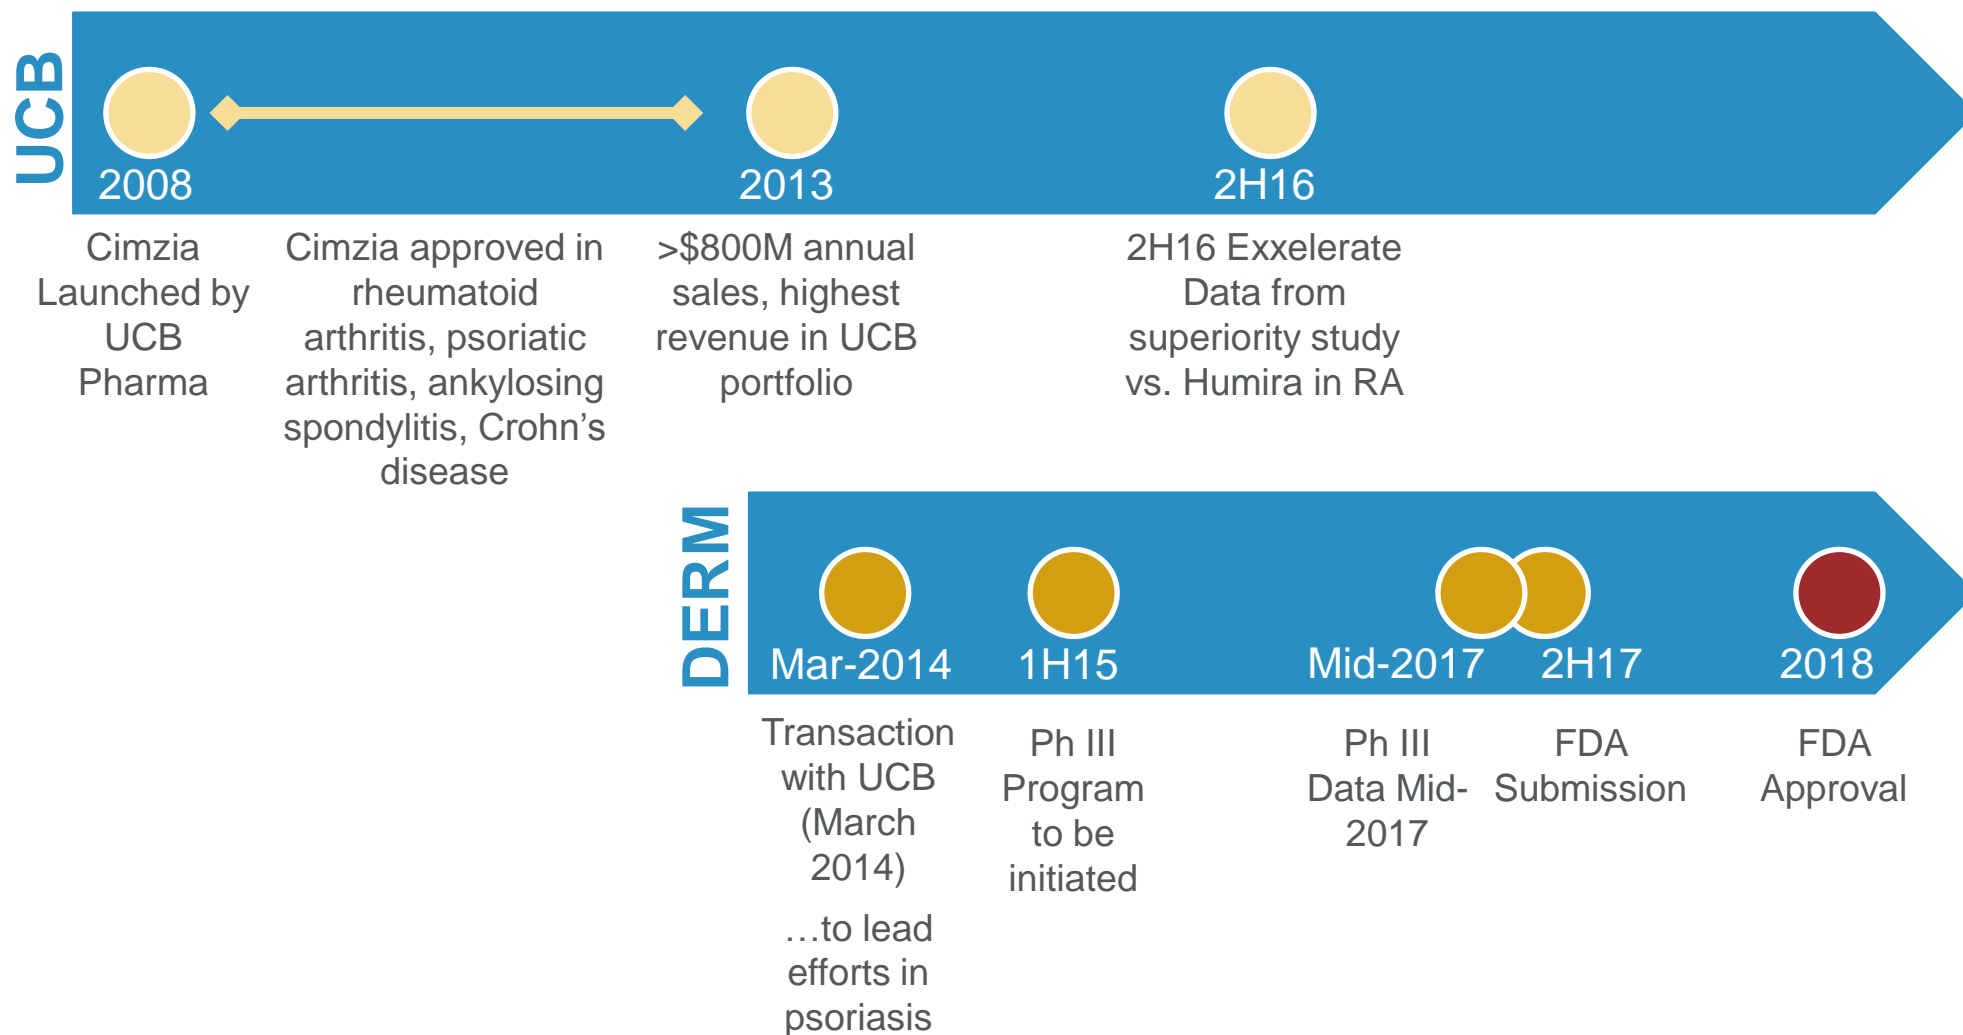 UCB
2008
2013
2H16
Cimzia
Launched by
UCB
Pharma
Cimzia approved in
rheumatoid
arthritis, psoriatic
arthritis, ankylosing
spondylitis, Crohn’s
disease
>$800M annual
sales, highest
revenue in UCB
portfolio
2H16 Exxelerate
Data from
superiority study
vs. Humira in RA
DERM
Mar-2014
1H15
Mid-2017
2H17
2018
Transaction
with UCB
(March
2014)
…to lead
efforts in
psoriasis
Ph III
Program
to be
initiated
Ph III
Data Mid-
2017
FDA
Submission
FDA
Approval